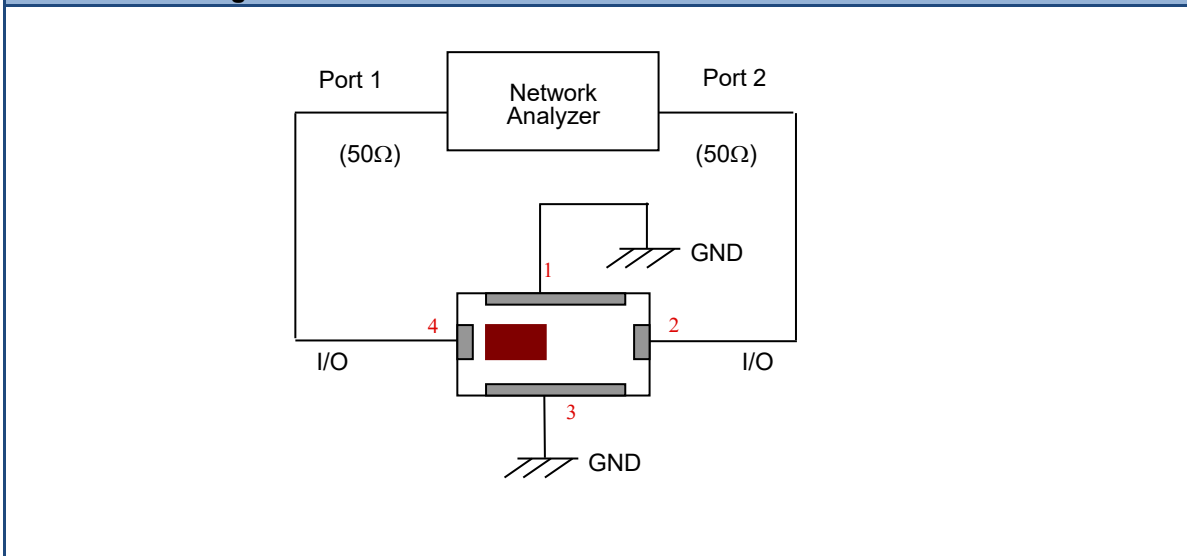 Port 1
Network
Analyzer
Port 2
(50Ω)
(50Ω)
GND
1
4
2
I/O
I/O
3
GND